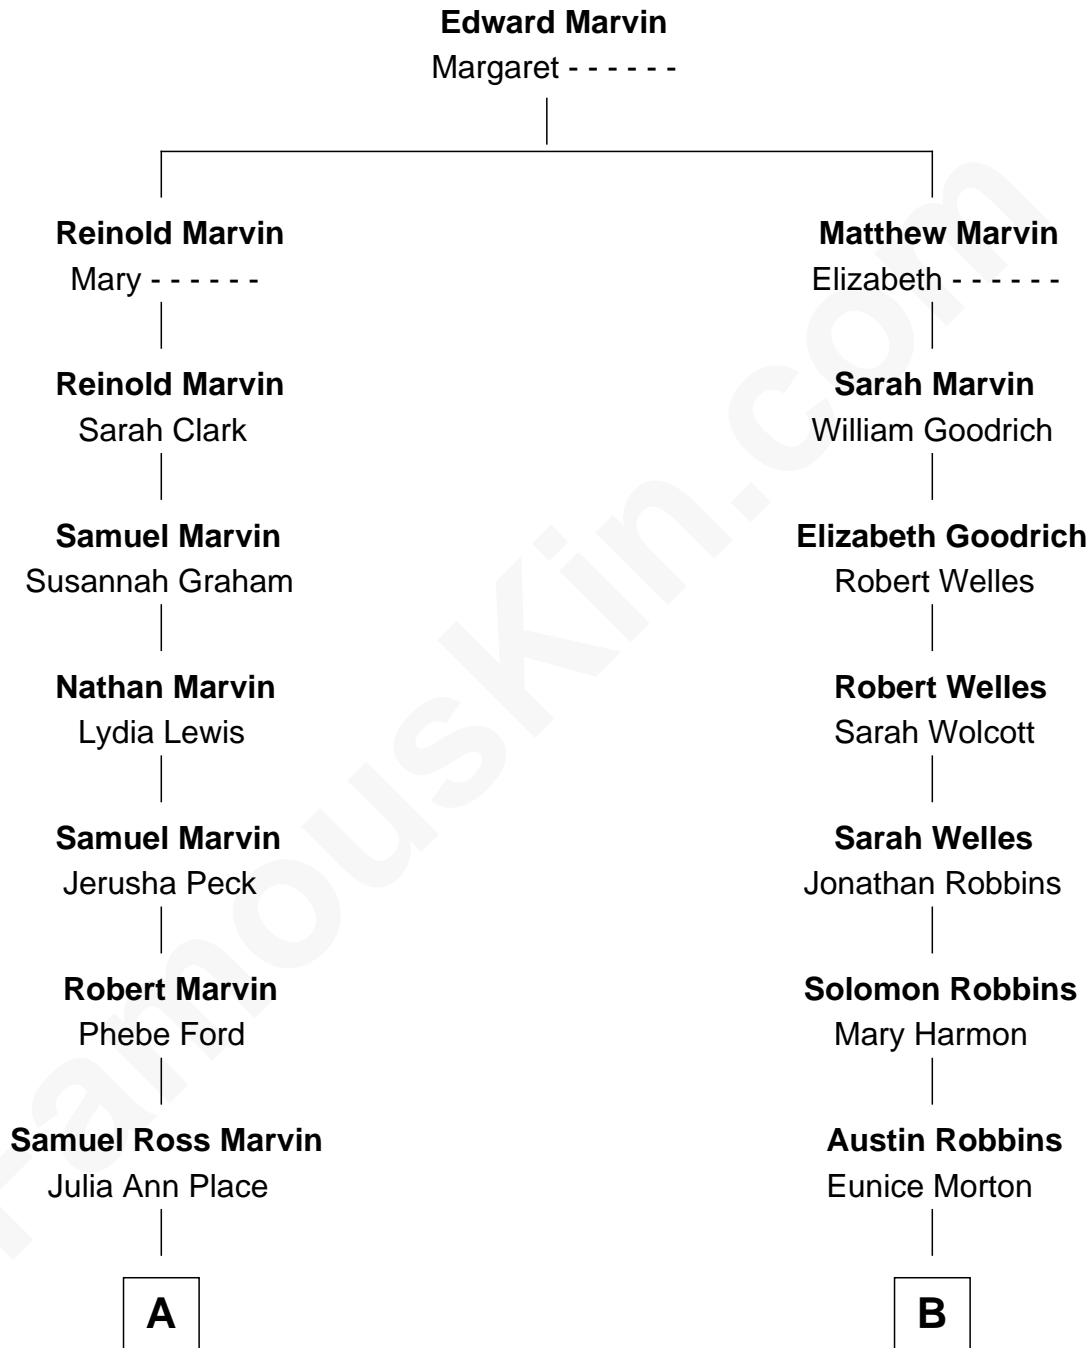 Edward Marvin
Margaret - - - - - -
Reinold Marvin
Mary - - - - - -
Matthew Marvin
Elizabeth - - - - - -
Reinold Marvin
Sarah Clark
Sarah Marvin
William Goodrich
Samuel Marvin
Susannah Graham
Elizabeth Goodrich
Robert Welles
Nathan Marvin
Lydia Lewis
Robert Welles
Sarah Wolcott
Samuel Marvin
Jerusha Peck
Sarah Welles
Jonathan Robbins
Robert Marvin
Phebe Ford
Solomon Robbins
Mary Harmon
Samuel Ross Marvin
Julia Ann Place
Austin Robbins
Eunice Morton
A
B
FamousKin.com